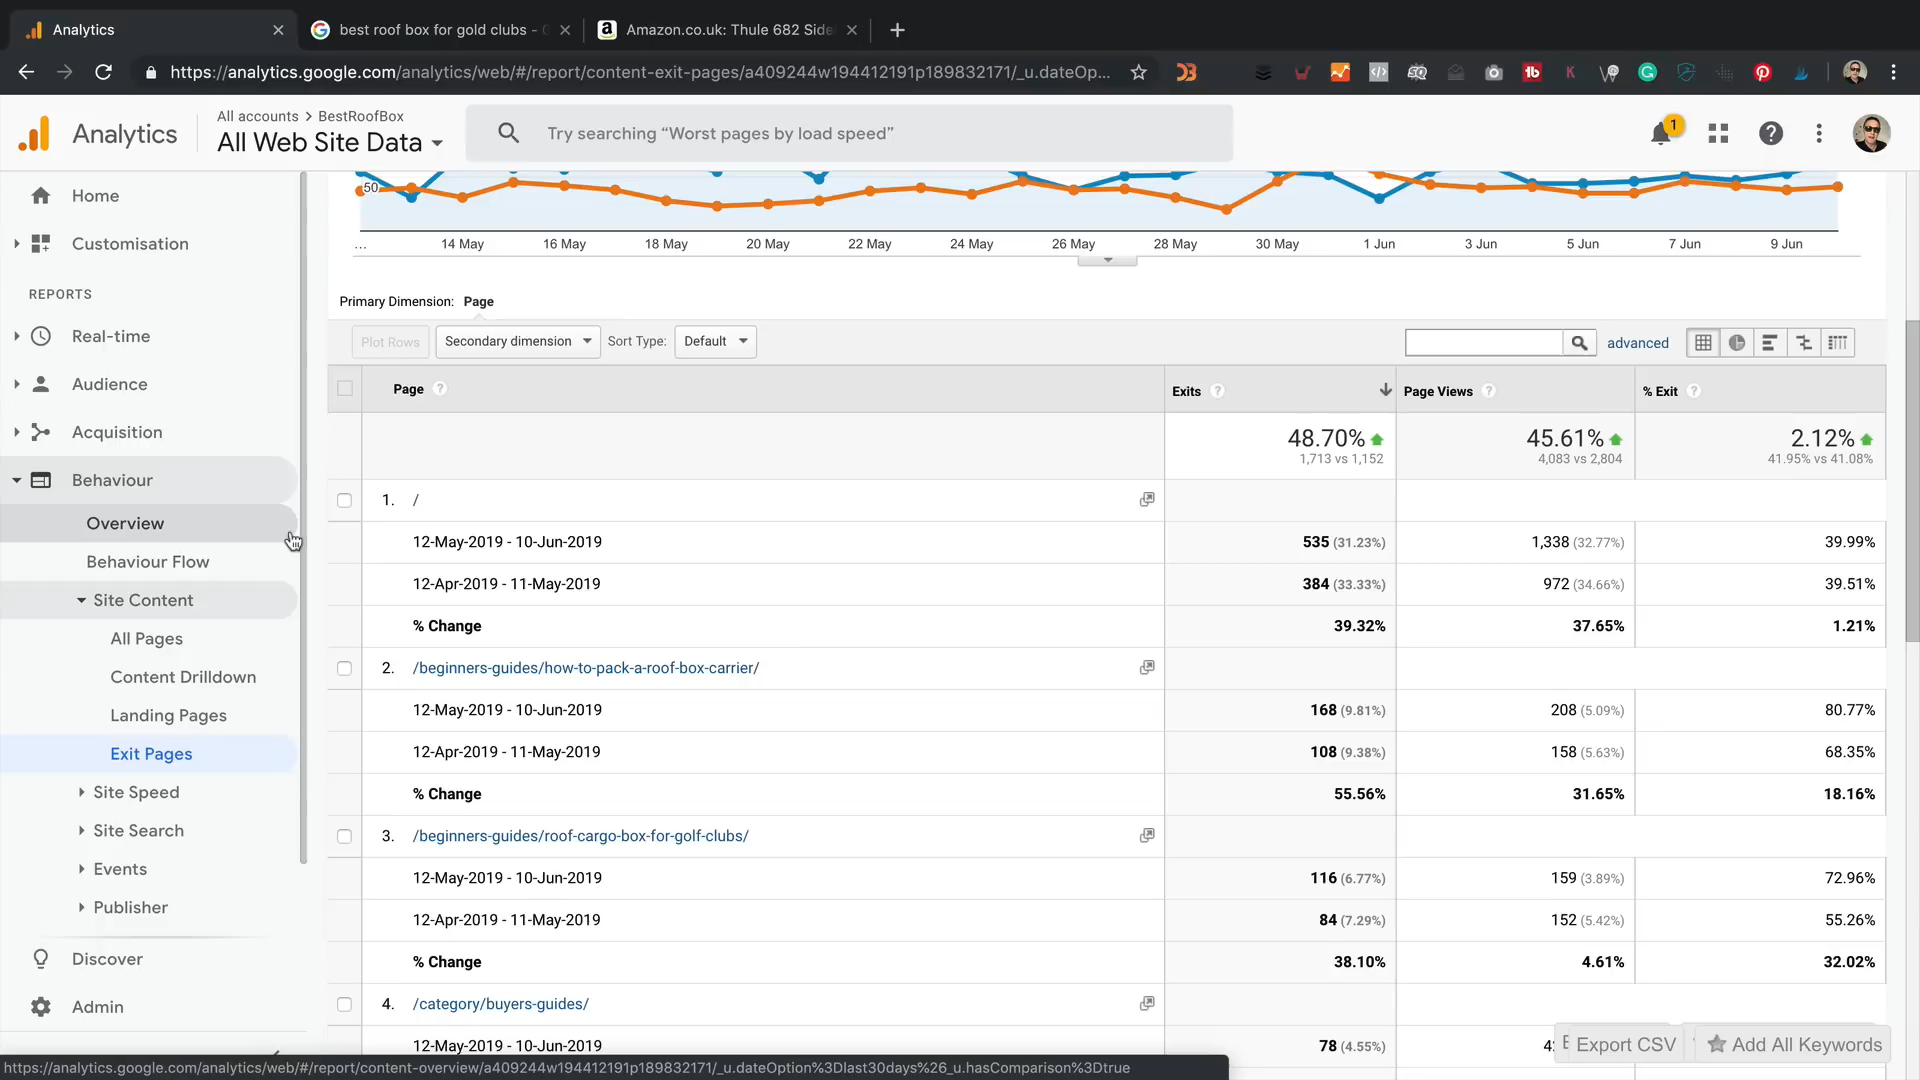 Analytics
best roof box for gold clubs -
Amazon.co.uk: Thule 682 Side
https://analytics.google.com/analytics/web/#/report/content-exit-pages/a409244w194412191p189832171/_u.dateOp...
Analytics
All accounts > BestRoofBox
All Web Site Data
Try searching “Worst pages by load speed”
1
Home
Customisation
REPORTS
Real-time
Audience
Acquisition
Behaviour
Overview
Behaviour Flow
Site Content
All Pages
Content Drilldown
Landing Pages
Exit Pages
Site Speed
Site Search
Events
Publisher
Discover
Admin
50
... 14 May 16 May 18 May 20 May 22 May 24 May 26 May 28 May 30 May 1 Jun 3 Jun 5 Jun 7 Jun 9 Jun
Primary Dimension: Page
Plot Rows Secondary dimension Sort Type: Default advanced
Page ? Exits ? Page Views ? % Exit ?
48.70% 45.61% 2.12%
1,713 vs 1,152 4,083 vs 2,804 41.95% vs 41.08%
1. /
12-May-2019 - 10-Jun-2019 535 (31.23%) 1,338 (32.77%) 39.99%
12-Apr-2019 - 11-May-2019 384 (33.33%) 972 (34.66%) 39.51%
% Change 39.32% 37.65% 1.21%
2. /beginners-guides/how-to-pack-a-roof-box-carrier/
12-May-2019 - 10-Jun-2019 168 (9.81%) 208 (5.09%) 80.77%
12-Apr-2019 - 11-May-2019 108 (9.38%) 158 (5.63%) 68.35%
% Change 55.56% 31.65% 18.16%
3. /beginners-guides/roof-cargo-box-for-golf-clubs/
12-May-2019 - 10-Jun-2019 116 (6.77%) 159 (3.89%) 72.96%
12-Apr-2019 - 11-May-2019 84 (7.29%) 152 (5.42%) 55.26%
% Change 38.10% 4.61% 32.02%
4. /category/buyers-guides/
12-May-2019 - 10-Jun-2019 78 (4.55%)
Export CSV Add All Keywords
https://analytics.google.com/analytics/web/#/report/content-overview/a409244w194412191p189832171/_u.dateOption%3Dlast30days%26_u.hasComparison%3Dtrue